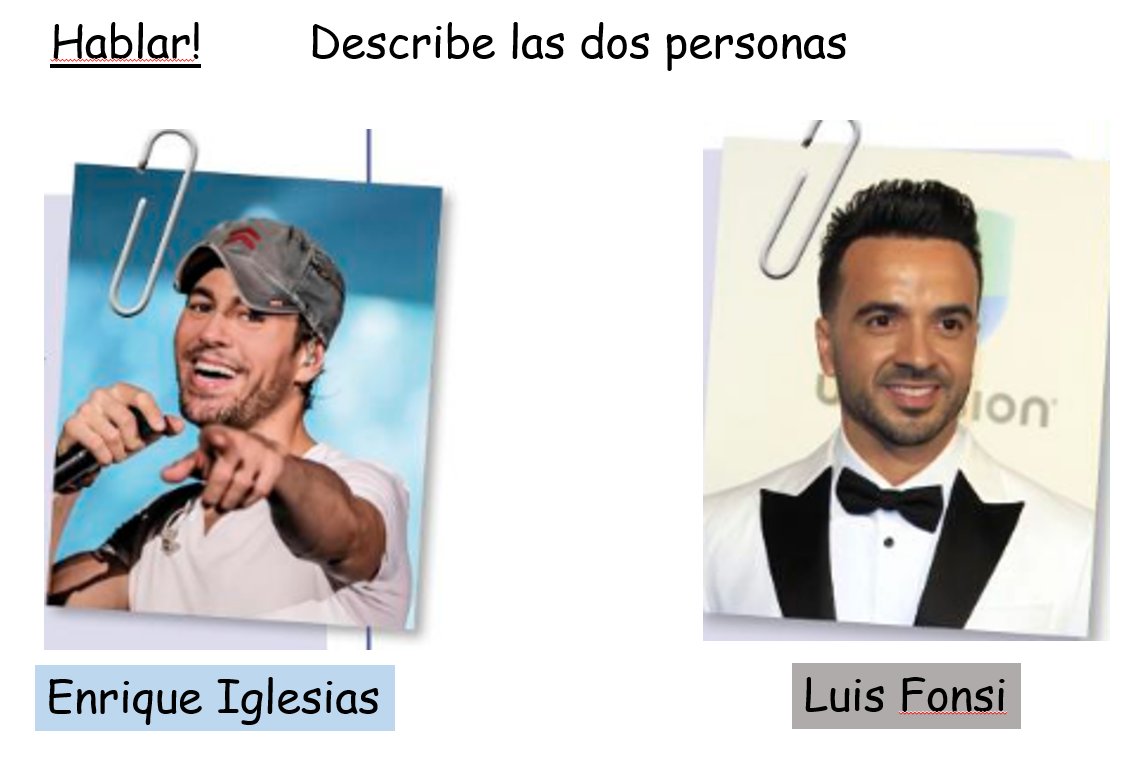 Hablar! Describe las dos personas
Enrique Iglesias
Luis Fonsi